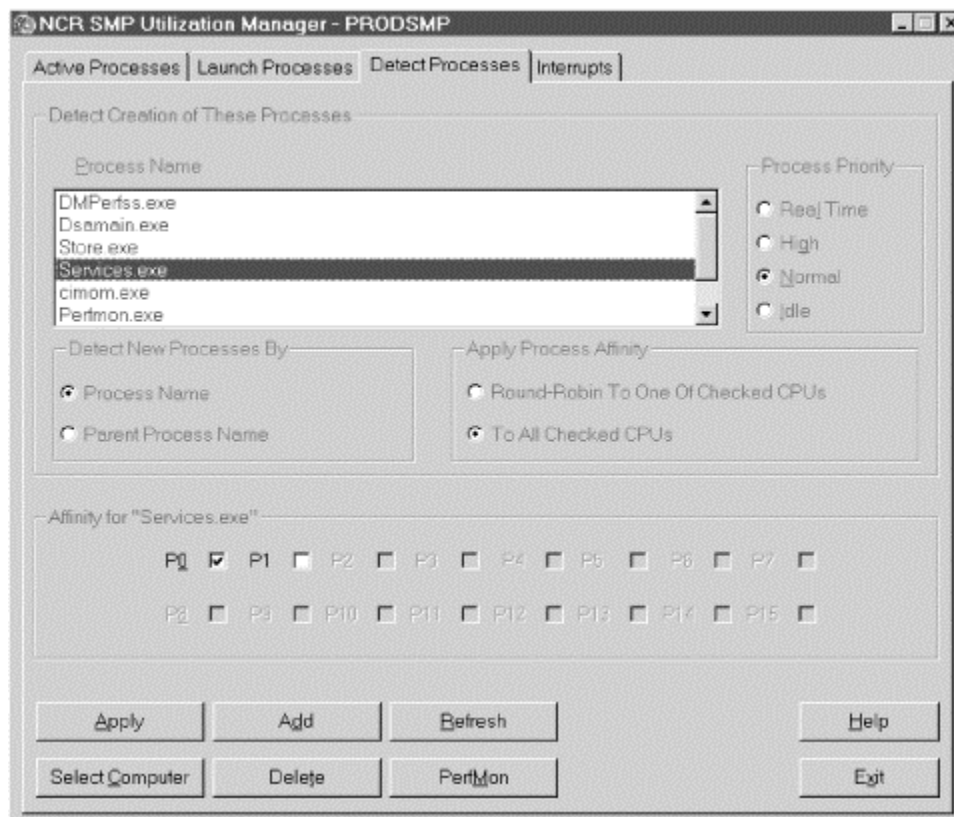 NCR SMP Utilization Manager - PRODSMP
Active Processes Launch Processes Detect Processes Interrupts
Detect Creation of These Processes
Process Name
Process Priority
DMPerfss.exe
Dsamain.exe
Store.exe
Services.exe
cimom.exe
Perfmon.exe
Real Time
High
Normal
Idle
Detect New Processes By
Process Name
Parent Process Name
Apply Process Affinity
Round-Robin To One Of Checked CPUs
To All Checked CPUs
Affinity for "Services.exe"
P0 P1 P2 P3 P4 P5 P6 P7
P8 P9 P10 P11 P12 P13 P14 P15
Apply Add Refresh Help
Select Computer Delete PerfMon Exit